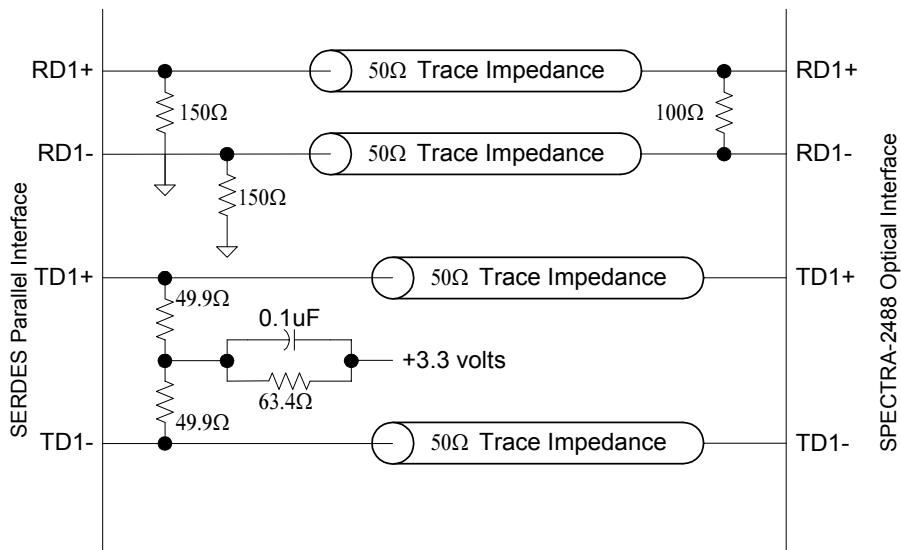 SERDES Parallel Interface
RD1+
50Ω Trace Impedance
RD1+
150Ω
100Ω
RD1-
50Ω Trace Impedance
RD1-
150Ω
TD1+
50Ω Trace Impedance
TD1+
49.9Ω
0.1uF
+3.3 volts
63.4Ω
49.9Ω
TD1-
50Ω Trace Impedance
TD1-
SPECTRA-2488 Optical Interface